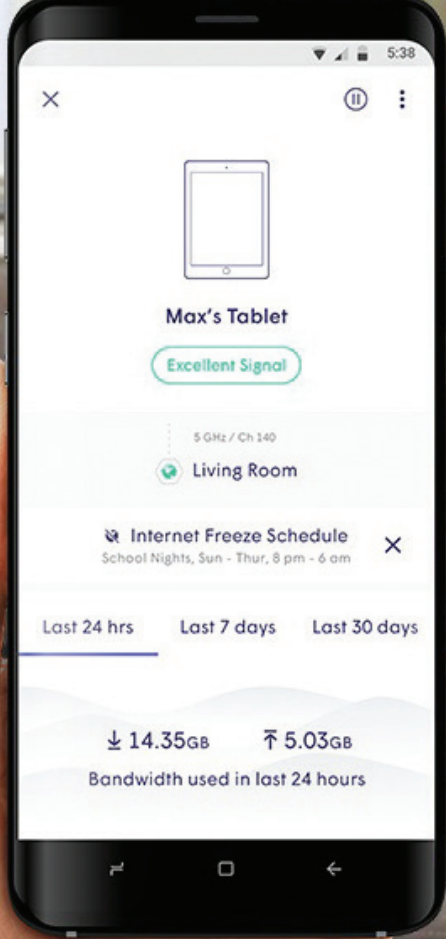 5:38
Max's Tablet
Excellent Signal
5 GHz / Ch 140
Living Room
Internet Freeze Schedule
School Nights, Sun - Thur, 8 pm - 6 am
Last 24 hrs Last 7 days Last 30 days
14.35GB 5.03GB
Bandwidth used in last 24 hours